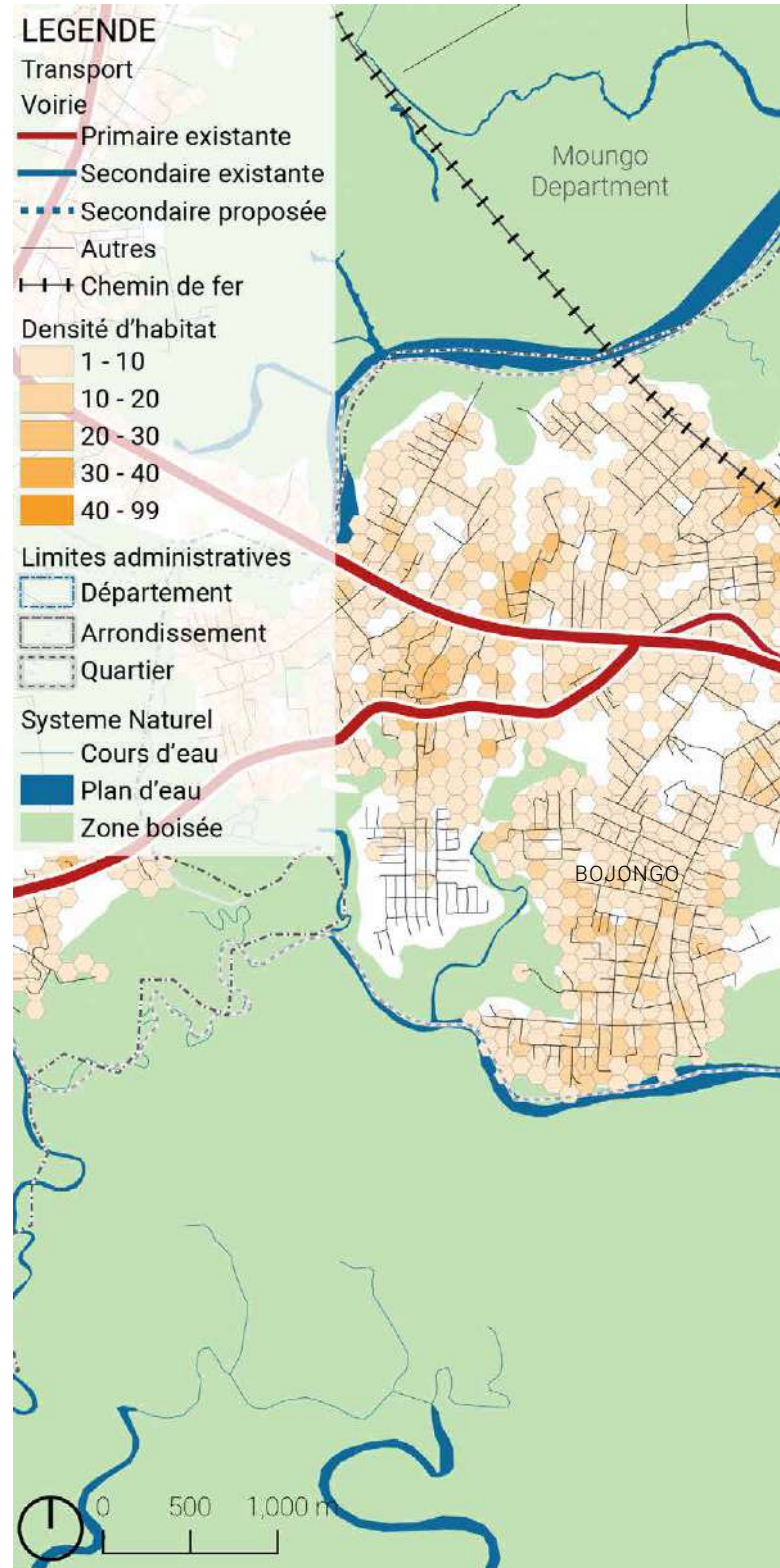 LEGENDE
Transport
Voirie
Primaire existante
Secondaire existante
Secondaire proposée
Autres
Chemin de fer
Densité d'habitat
1 - 10
10 - 20
20 - 30
30 - 40
40 - 99
Limites administratives
Département
Arrondissement
Quartier
Systeme Naturel
Cours d'eau
Plan d'eau
Zone boisée
Moungo
Department
BOJONGO
0 500 1,000 m